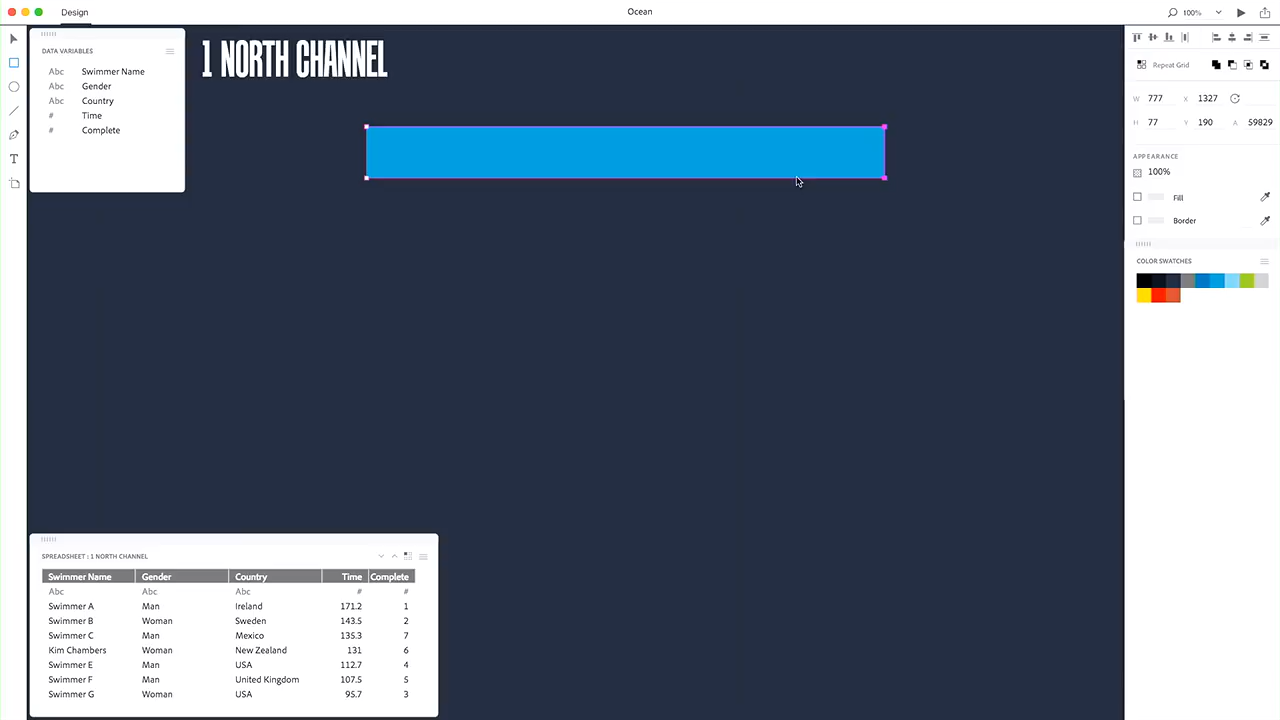 Design
Ocean
100%
DATA VARIABLES
Abc Swimmer Name
Abc Gender
Abc Country
# Time
# Complete
1 NORTH CHANNEL
Repeat Grid
W 777 X 1327
H 77 Y 190 A 59829
APPEARANCE
100%
Fill
Border
COLOR SWATCHES
SPREADSHEET : 1 NORTH CHANNEL
Swimmer Name Gender Country Time Complete
Abc Abc Abc # #
Swimmer A Man Ireland 171.2 1
Swimmer B Woman Sweden 143.5 2
Swimmer C Man Mexico 135.3 7
Kim Chambers Woman New Zealand 131 6
Swimmer E Man USA 112.7 4
Swimmer F Man United Kingdom 107.5 5
Swimmer G Woman USA 95.7 3